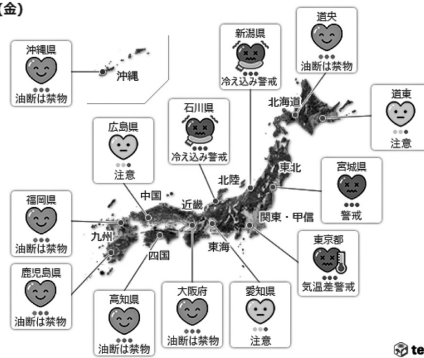 (金)
道央
油断は禁物
新潟県
冷え込み警戒
沖縄県
油断は禁物
沖縄
石川県
冷え込み警戒
北海道
道東
注意
広島県
注意
東北
北陸
宮城県
警戒
福岡県
油断は禁物
中国
近畿
関東・甲信
九州
東海
四国
東京都
気温差警戒
鹿児島県
油断は禁物
高知県
油断は禁物
大阪府
油断は禁物
愛知県
注意
te